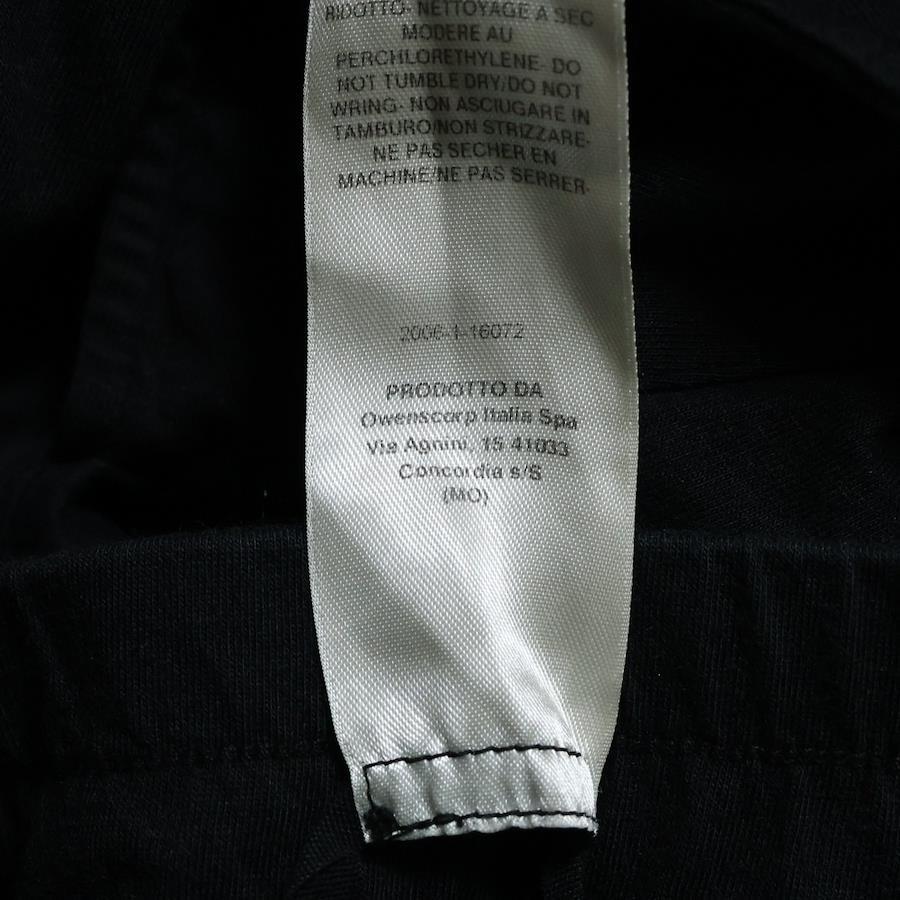 RIDOTTO- NETTOYAGE A SEC
MODERE AU
PERCHLORETHYLENE- DO
NOT TUMBLE DRY/DO NOT
WRING- NON ASCIUGARE IN
TAMBURO/NON STRIZZARE-
NE PAS SECHER EN
MACHINE/NE PAS SERRER-
2006-1-16072
PRODOTTO DA
Owenscorp Italia Spa
Via Agnini, 15 41033
Concordia s/S
(MO)